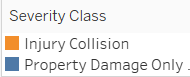 Severity Class
Injury Collision
Property Damage Only .